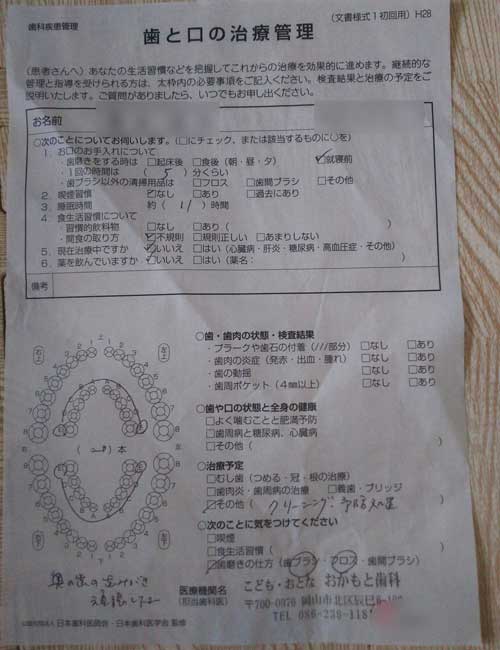 歯科疾患管理
(文書様式1 初回用) H28
歯と口の治療管理
(患者さんへ) あなたの生活習慣などを把握してこれからの治療を効果的に進めます。継続的な
管理と指導を受けられる方は、太枠内の必要事項をご記入ください。検査結果と治療の予定をご
説明いたします。ご質問がありましたら、いつでもお申し出ください。
お名前
○次のことについてお伺いします。(□にチェック、または該当するものに○を)
1. お口のお手入れについて
・歯磨きをする時は □起床後 □食後 (朝・昼・夕) ☑就寝前
・1回の時間は ( 5 ) 分くらい
・歯ブラシ以外の清掃用品は □フロス □歯間ブラシ □その他
2. 喫煙習慣 ☑なし □あり □過去にあり
3. 睡眠時間 約 ( 11 ) 時間
4. 食生活習慣について
・習慣的飲料物 □なし □あり ( )
・間食の取り方 ☑不規則 □規則正しい □あまりしない
5. 現在治療中ですか ☑いいえ □はい (心臓病・肝炎・糖尿病・高血圧症・その他)
6. 薬を飲んでいますか ☑いいえ □はい (薬名: )
備考
○歯・歯肉の状態・検査結果
・プラークや歯石の付着 (///部分) □なし □あり
・歯肉の炎症 (発赤・出血・腫れ) □なし □あり
・歯の動揺 □なし □あり
・歯周ポケット (4mm以上) □なし □あり
○歯や口の状態と全身の健康
□よく噛むことと肥満予防
□歯周病と糖尿病、心臓病
□その他 ( )
○治療予定
□むし歯 (つめる・冠・根の治療)
□歯肉炎・歯周病の治療 □義歯・ブリッジ
☑その他 ( クリーニング・予防処置
○次のことに気をつけてください
□喫煙
□食生活習慣 ( )
☑歯磨きの仕方 (歯ブラシ・フロス・歯間ブラシ)
( 20 ) 本
奥の歯の歯みがき
医療機関名
(担当歯科医)
こども・おとな おかもと歯科
〒700-0976 岡山市北区辰巳
TEL 086-238-118
公益社団法人 日本歯科医師会・日本歯科医学会 監修